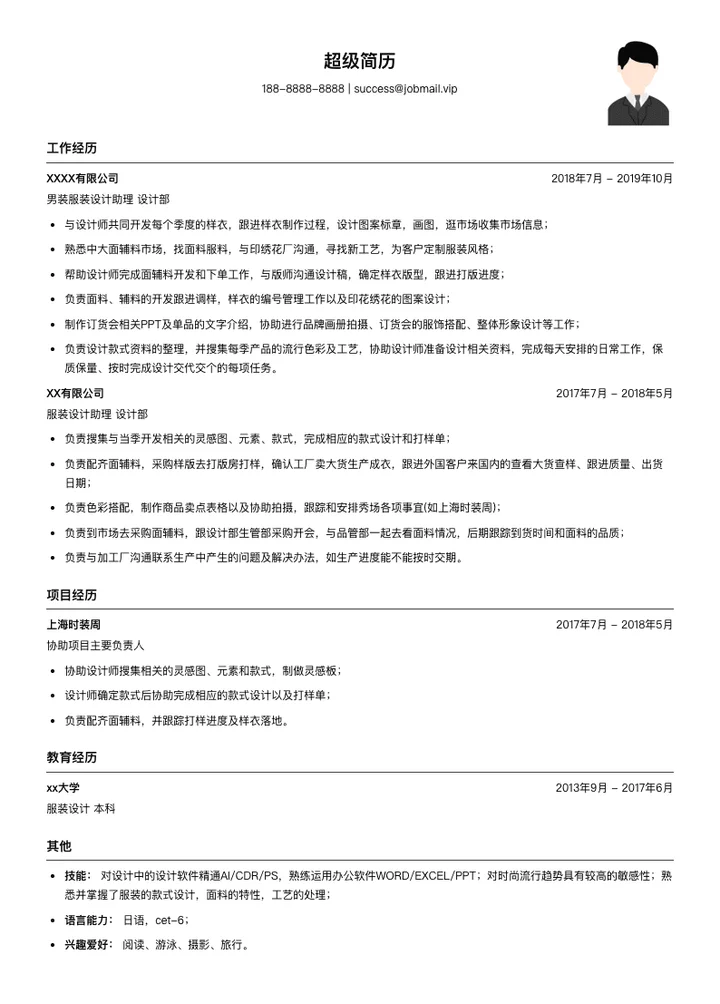 超级简历
188-8888-8888 | success@jobmail.vip
工作经历
XXXX有限公司 2018年7月 – 2019年10月
男装服装设计助理 设计部
• 与设计师共同开发每个季度的样衣，跟进样衣制作过程，设计图案标章，画图，逛市场收集市场信息；
• 熟悉中大面辅料市场，找面料服料，与印绣花厂沟通，寻找新工艺，为客户定制服装风格；
• 帮助设计师完成面辅料开发和下单工作，与版师沟通设计稿，确定样衣版型，跟进打版进度；
• 负责面料、辅料的开发跟进调样，样衣的编号管理工作以及印花绣花的图案设计；
• 制作订货会相关PPT及单品的文字介绍，协助进行品牌画册拍摄、订货会的服饰搭配、整体形象设计等工作；
• 负责设计款式资料的整理，并搜集每季产品的流行色彩及工艺，协助设计师准备设计相关资料，完成每天安排的日常工作，保
质保量、按时完成设计交代交个的每项任务。
XX有限公司 2017年7月 – 2018年5月
服装设计助理 设计部
• 负责搜集与当季开发相关的灵感图、元素、款式，完成相应的款式设计和打样单；
• 负责配齐面辅料，采购样版去打版房打样，确认工厂卖大货生产成衣，跟进外国客户来国内的查看大货查样、跟进质量、出货
日期；
• 负责色彩搭配，制作商品卖点表格以及协助拍摄，跟踪和安排秀场各项事宜(如上海时装周)；
• 负责到市场去采购面辅料，跟设计部生管部采购开会，与品管部一起去看面料情况，后期跟踪到货时间和面料的品质；
• 负责与加工厂沟通联系生产中产生的问题及解决办法，如生产进度能不能按时交期。
项目经历
上海时装周 2017年7月 – 2018年5月
协助项目主要负责人
• 协助设计师搜集相关的灵感图、元素和款式，制做灵感板；
• 设计师确定款式后协助完成相应的款式设计以及打样单；
• 负责配齐面辅料，并跟踪打样进度及样衣落地。
教育经历
xx大学 2013年9月 – 2017年6月
服装设计 本科
其他
• 技能： 对设计中的设计软件精通AI/CDR/PS，熟练运用办公软件WORD/EXCEL/PPT；对时尚流行趋势具有较高的敏感性；熟
悉并掌握了服装的款式设计，面料的特性，工艺的处理；
• 语言能力： 日语，cet-6；
• 兴趣爱好： 阅读、游泳、摄影、旅行。